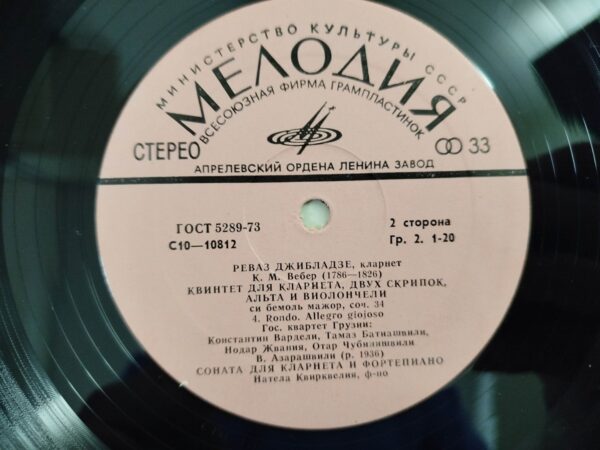 МИНИСТЕРСТВО КУЛЬТУРЫ СССР
МЕЛОДИЯ
ВСЕСОЮЗНАЯ ФИРМА ГРАМПЛАСТИНОК
СТЕРЕО 33
АПРЕЛЕВСКИЙ ОРДЕНА ЛЕНИНА ЗАВОД
ГОСТ 5289-73 2 сторона
С10—10812 Гр. 2. 1-20
РЕВАЗ ДЖИБЛАДЗЕ, кларнет
К. М. Вебер (1786—1826)
КВИНТЕТ ДЛЯ КЛАРНЕТА, ДВУХ СКРИПОК,
АЛЬТА И ВИОЛОНЧЕЛИ
си бемоль мажор, соч. 34
4. Rondo. Allegro giojoso
Гос. квартет Грузии:
Константин Вардели, Тамаз Батиашвили,
Нодар Жвания, Отар Чубинишвили
В. Азарашвили (р. 1936)
СОНАТА ДЛЯ КЛАРНЕТА И ФОРТЕПИАНО
Натела Квирквелия, ф-по